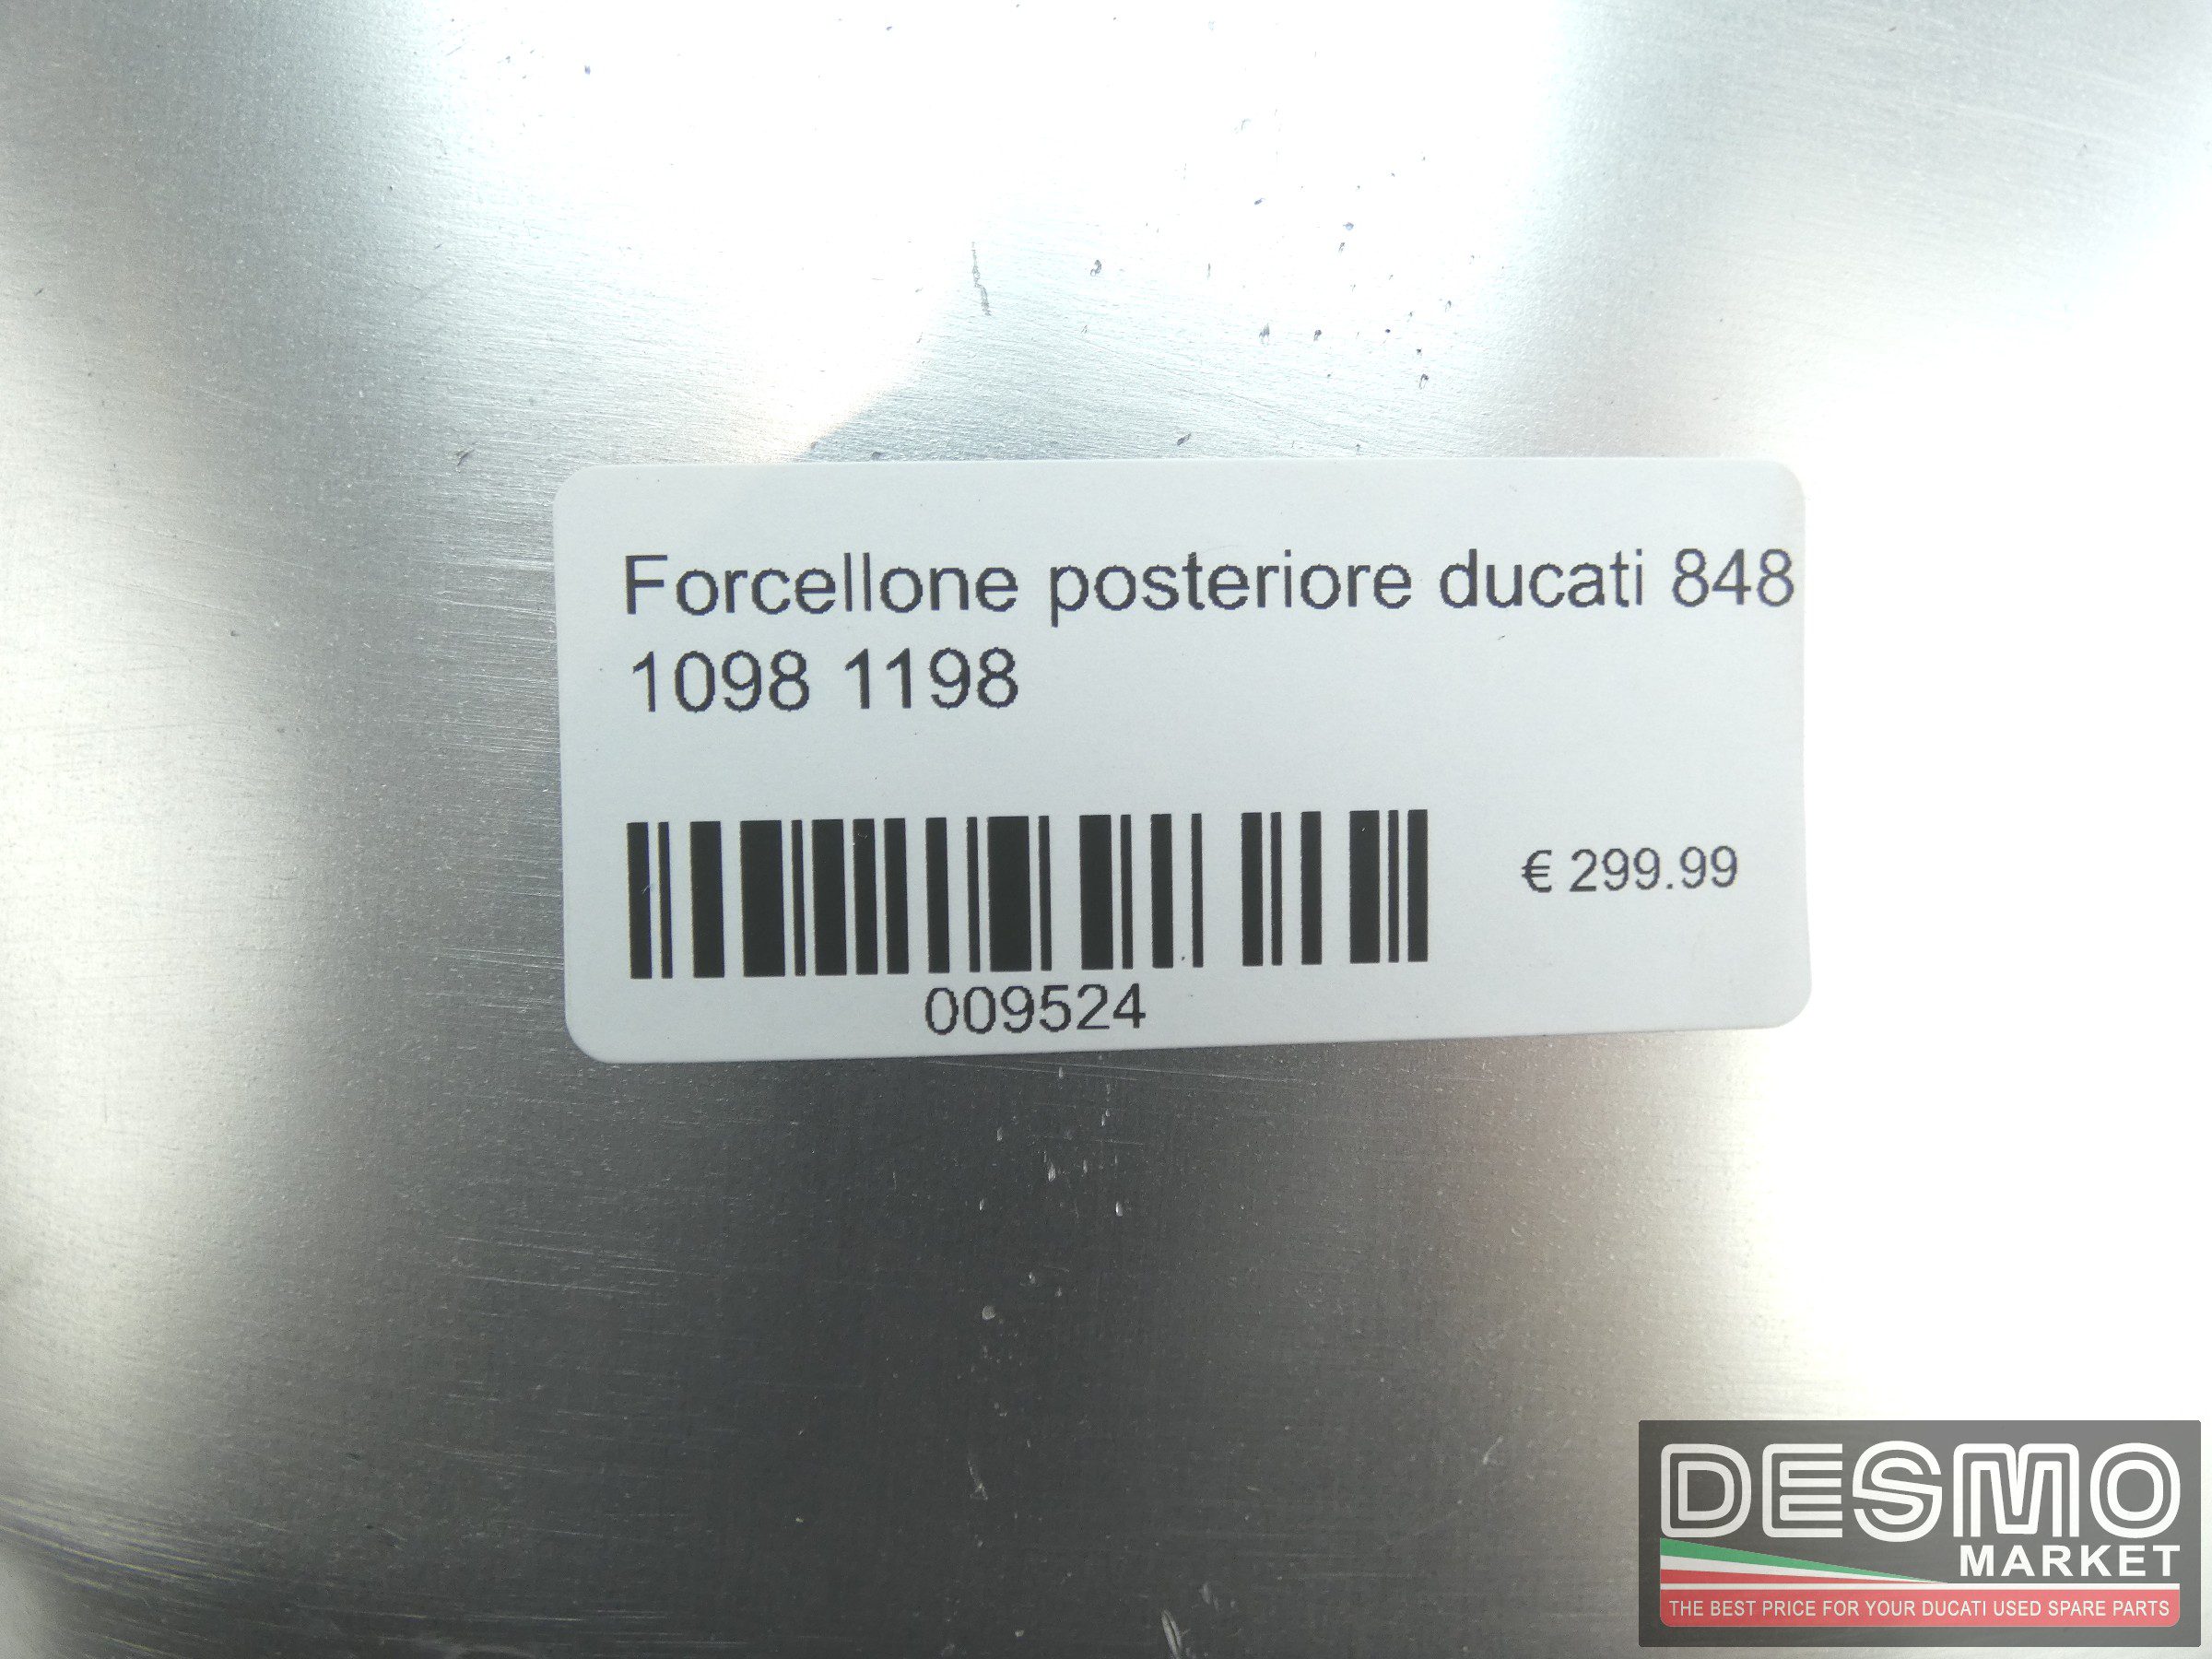 Forcellone posteriore ducati 848
1098 1198
€ 299.99
009524
DESMO
MARKET
THE BEST PRICE FOR YOUR DUCATI USED SPARE PARTS